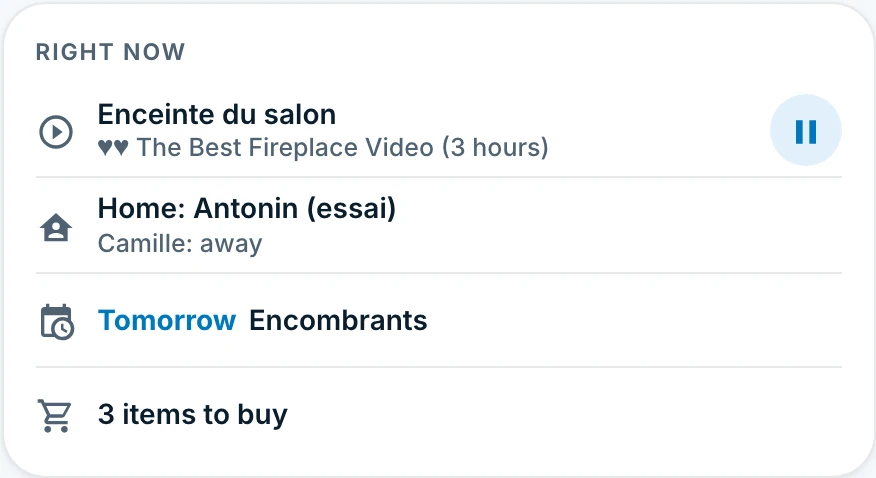 RIGHT NOW
Enceinte du salon
♥♥ The Best Fireplace Video (3 hours)
Home: Antonin (essai)
Camille: away
Tomorrow Encombrants
3 items to buy